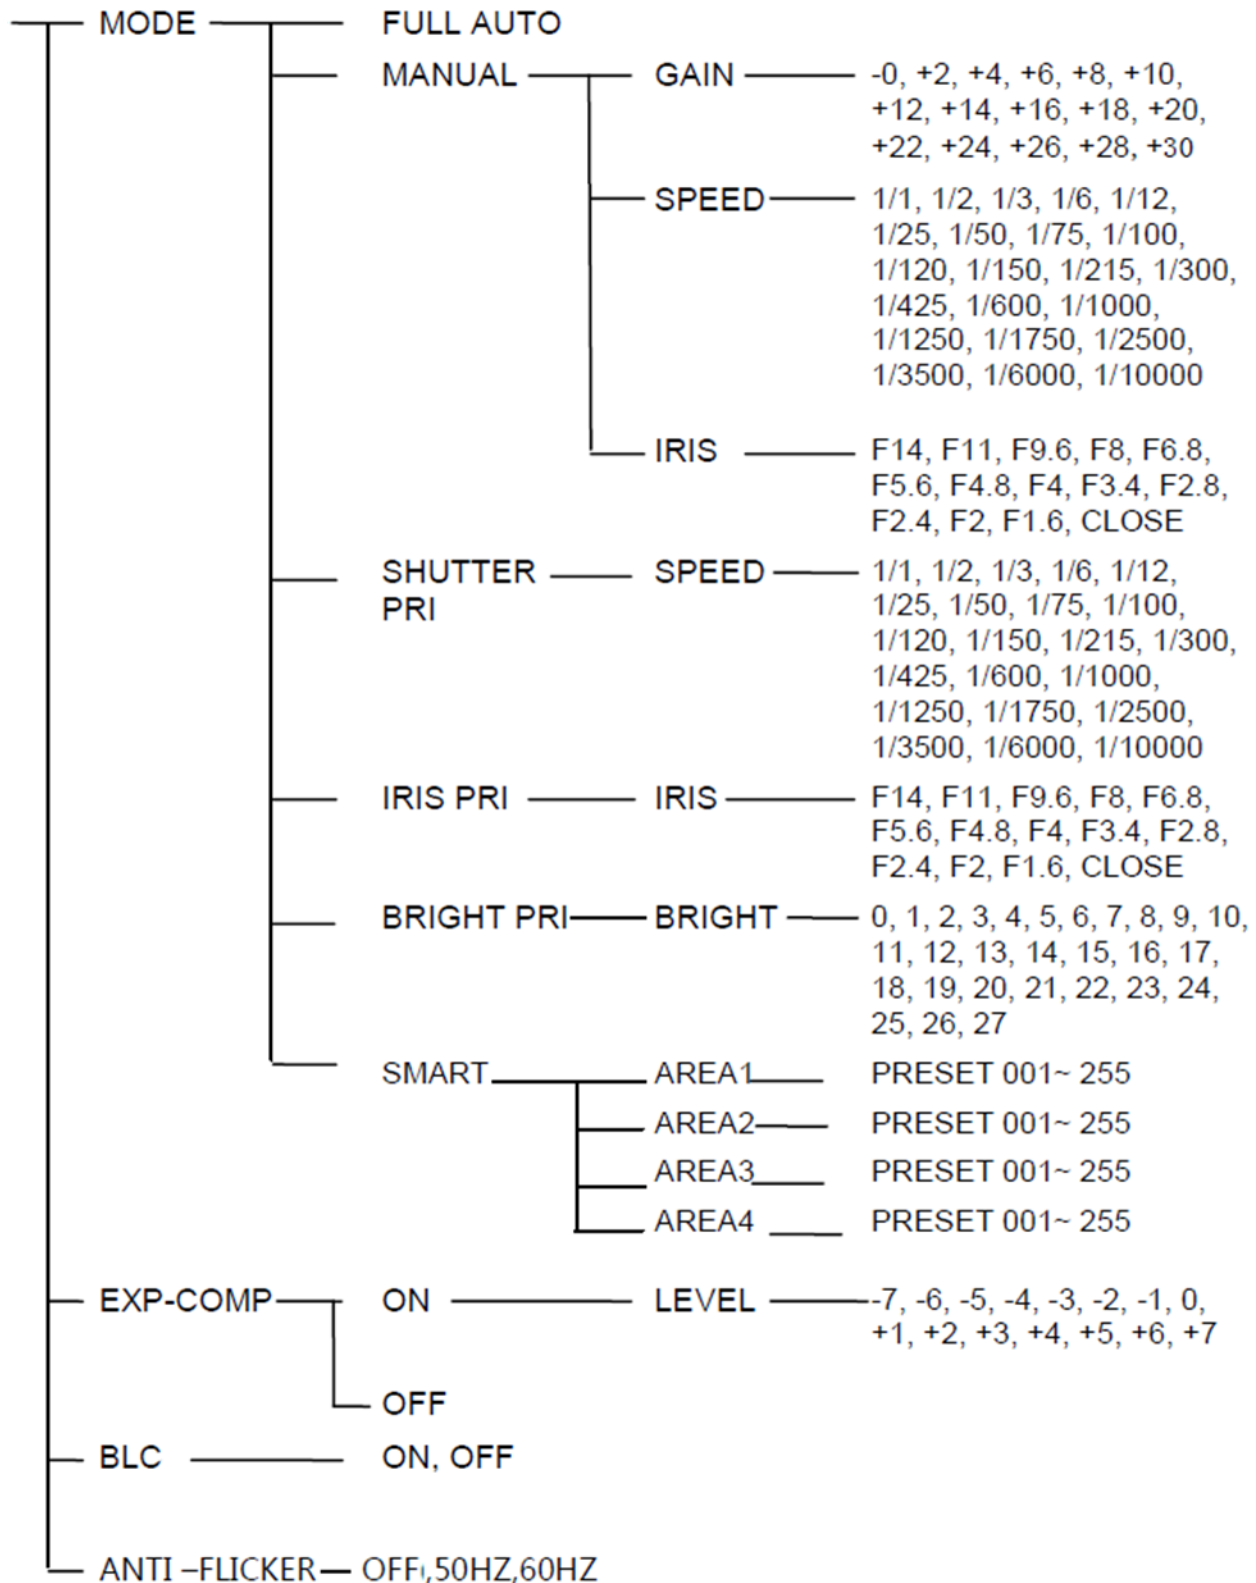 MODE FULL AUTO
MANUAL GAIN -0, +2, +4, +6, +8, +10,
+12, +14, +16, +18, +20,
+22, +24, +26, +28, +30
SPEED 1/1, 1/2, 1/3, 1/6, 1/12,
1/25, 1/50, 1/75, 1/100,
1/120, 1/150, 1/215, 1/300,
1/425, 1/600, 1/1000,
1/1250, 1/1750, 1/2500,
1/3500, 1/6000, 1/10000
IRIS F14, F11, F9.6, F8, F6.8,
F5.6, F4.8, F4, F3.4, F2.8,
F2.4, F2, F1.6, CLOSE
SHUTTER SPEED 1/1, 1/2, 1/3, 1/6, 1/12,
PRI 1/25, 1/50, 1/75, 1/100,
1/120, 1/150, 1/215, 1/300,
1/425, 1/600, 1/1000,
1/1250, 1/1750, 1/2500,
1/3500, 1/6000, 1/10000
IRIS PRI IRIS F14, F11, F9.6, F8, F6.8,
F5.6, F4.8, F4, F3.4, F2.8,
F2.4, F2, F1.6, CLOSE
BRIGHT PRI BRIGHT 0, 1, 2, 3, 4, 5, 6, 7, 8, 9, 10,
11, 12, 13, 14, 15, 16, 17,
18, 19, 20, 21, 22, 23, 24,
25, 26, 27
SMART AREA1 PRESET 001~ 255
AREA2 PRESET 001~ 255
AREA3 PRESET 001~ 255
AREA4 PRESET 001~ 255
EXP-COMP ON LEVEL -7, -6, -5, -4, -3, -2, -1, 0,
+1, +2, +3, +4, +5, +6, +7
OFF
BLC ON, OFF
ANTI –FLICKER OFF,50HZ,60HZ